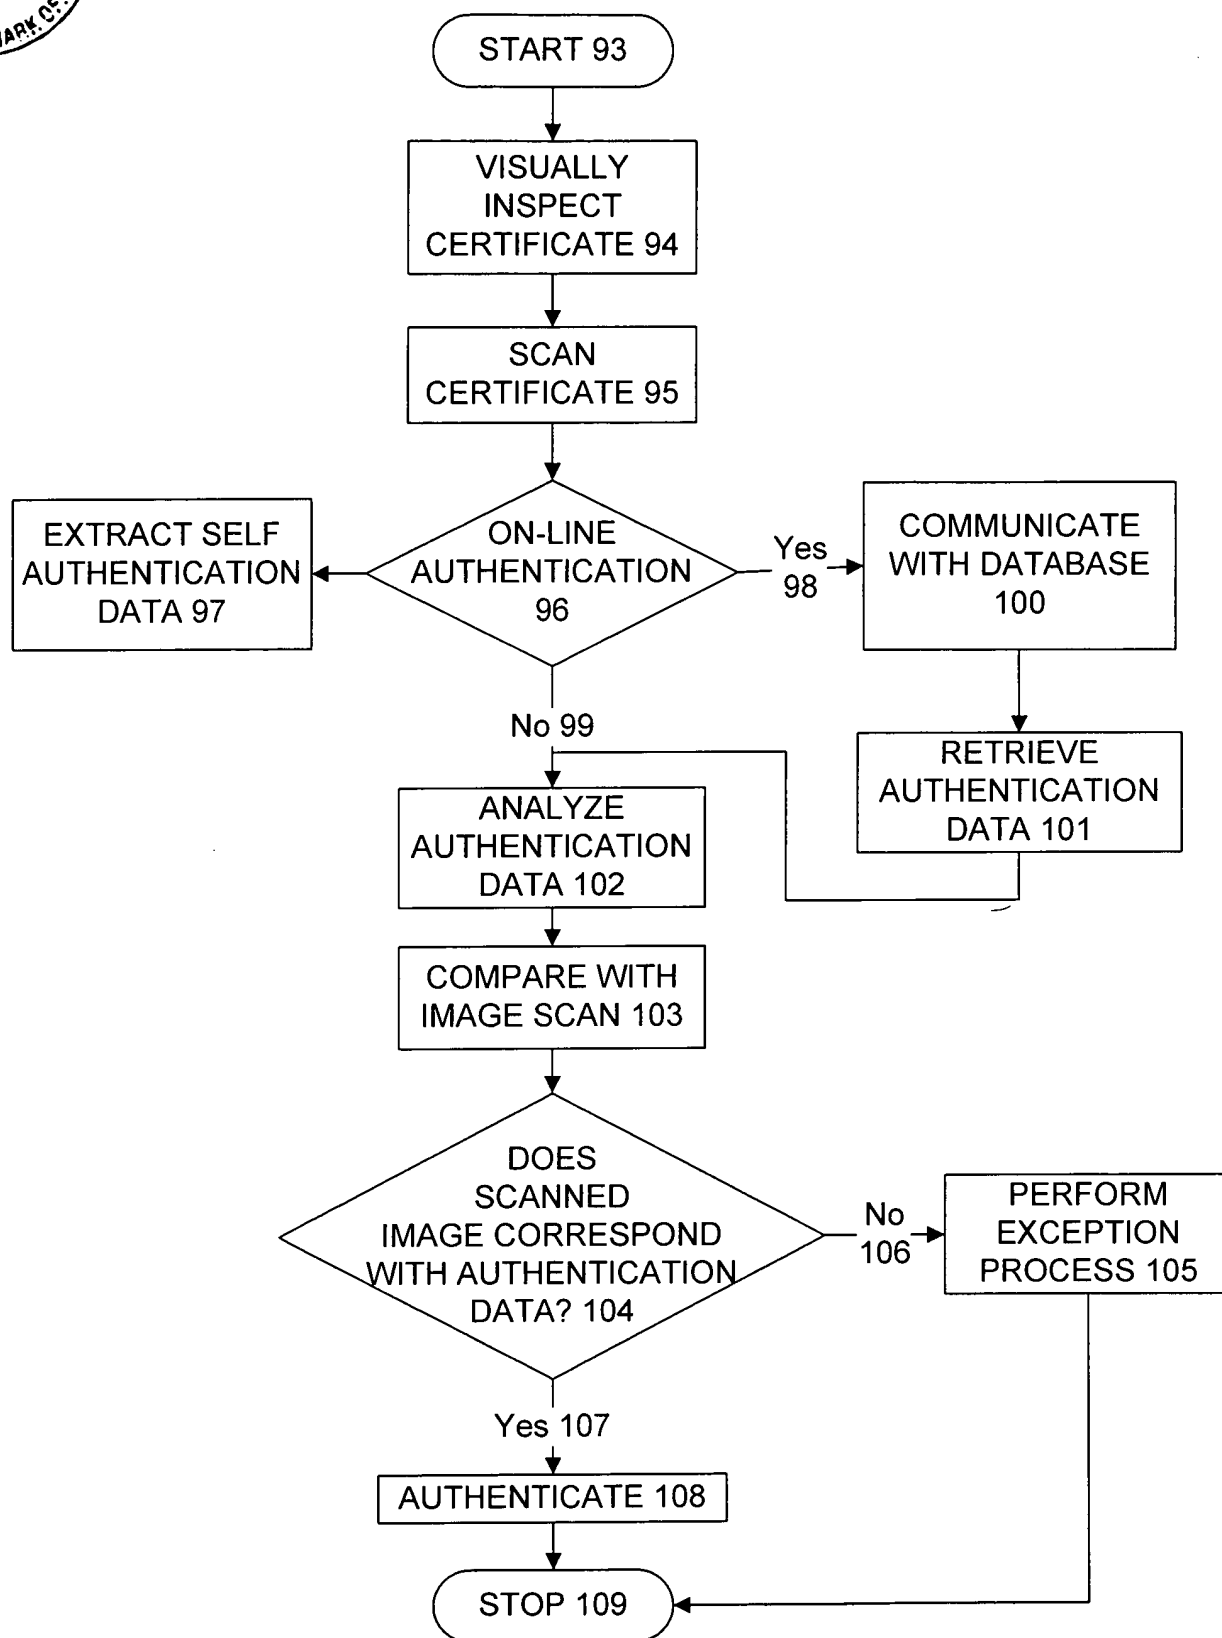 START 93
VISUALLY
INSPECT
CERTIFICATE 94
SCAN
CERTIFICATE 95
ON-LINE
AUTHENTICATION
96
EXTRACT SELF
AUTHENTICATION
DATA 97
Yes
98
COMMUNICATE
WITH DATABASE
100
No 99
RETRIEVE
AUTHENTICATION
DATA 101
ANALYZE
AUTHENTICATION
DATA 102
COMPARE WITH
IMAGE SCAN 103
DOES
SCANNED
IMAGE CORRESPOND
WITH AUTHENTICATION
DATA? 104
No
106
PERFORM
EXCEPTION
PROCESS 105
Yes 107
AUTHENTICATE 108
STOP 109